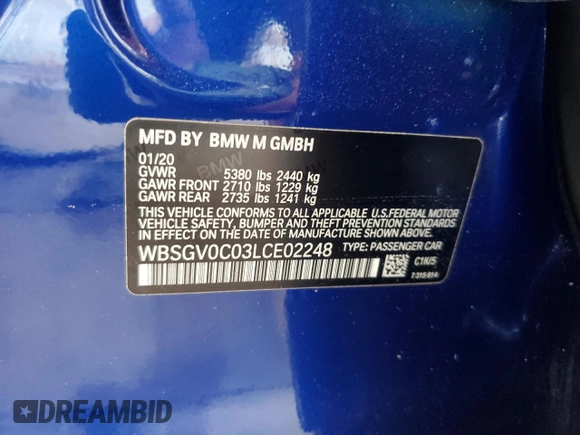 MFD BY BMW M GMBH
01/20
GVWR 5380 lbs 2440 kg
GAWR FRONT 2710 lbs 1229 kg
GAWR REAR 2735 lbs 1241 kg
THIS VEHICLE CONFORMS TO ALL APPLICABLE U.S.FEDERAL MOTOR
VEHICLE SAFETY, BUMPER, AND THEFT PREVENTION STANDARDS
IN EFFECT ON THE DATE OF MANUFACTURE SHOWN ABOVE.
WBSGV0C03LCE02248 TYPE: PASSENGER CAR
C1K/5
7 319 814
DREAMBID